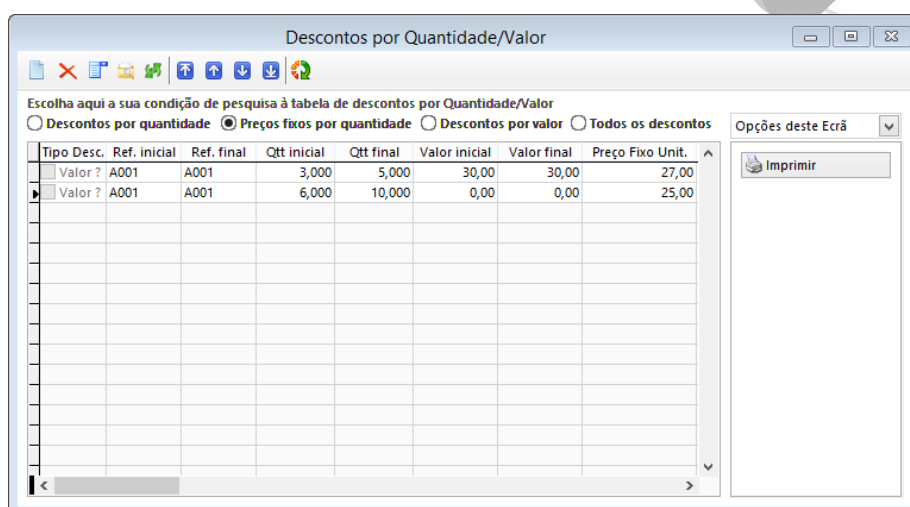 Descontos por Quantidade/Valor
Escolha aqui a sua condição de pesquisa à tabela de descontos por Quantidade/Valor
Descontos por quantidade Preços fixos por quantidade Descontos por valor Todos os descontos
Opções deste Ecrã
Imprimir
Tipo Desc. Ref. inicial Ref. final Qtt inicial Qtt final Valor inicial Valor final Preço Fixo Unit.
Valor ? A001 A001 3,000 5,000 30,00 30,00 27,00
Valor ? A001 A001 6,000 10,000 0,00 0,00 25,00